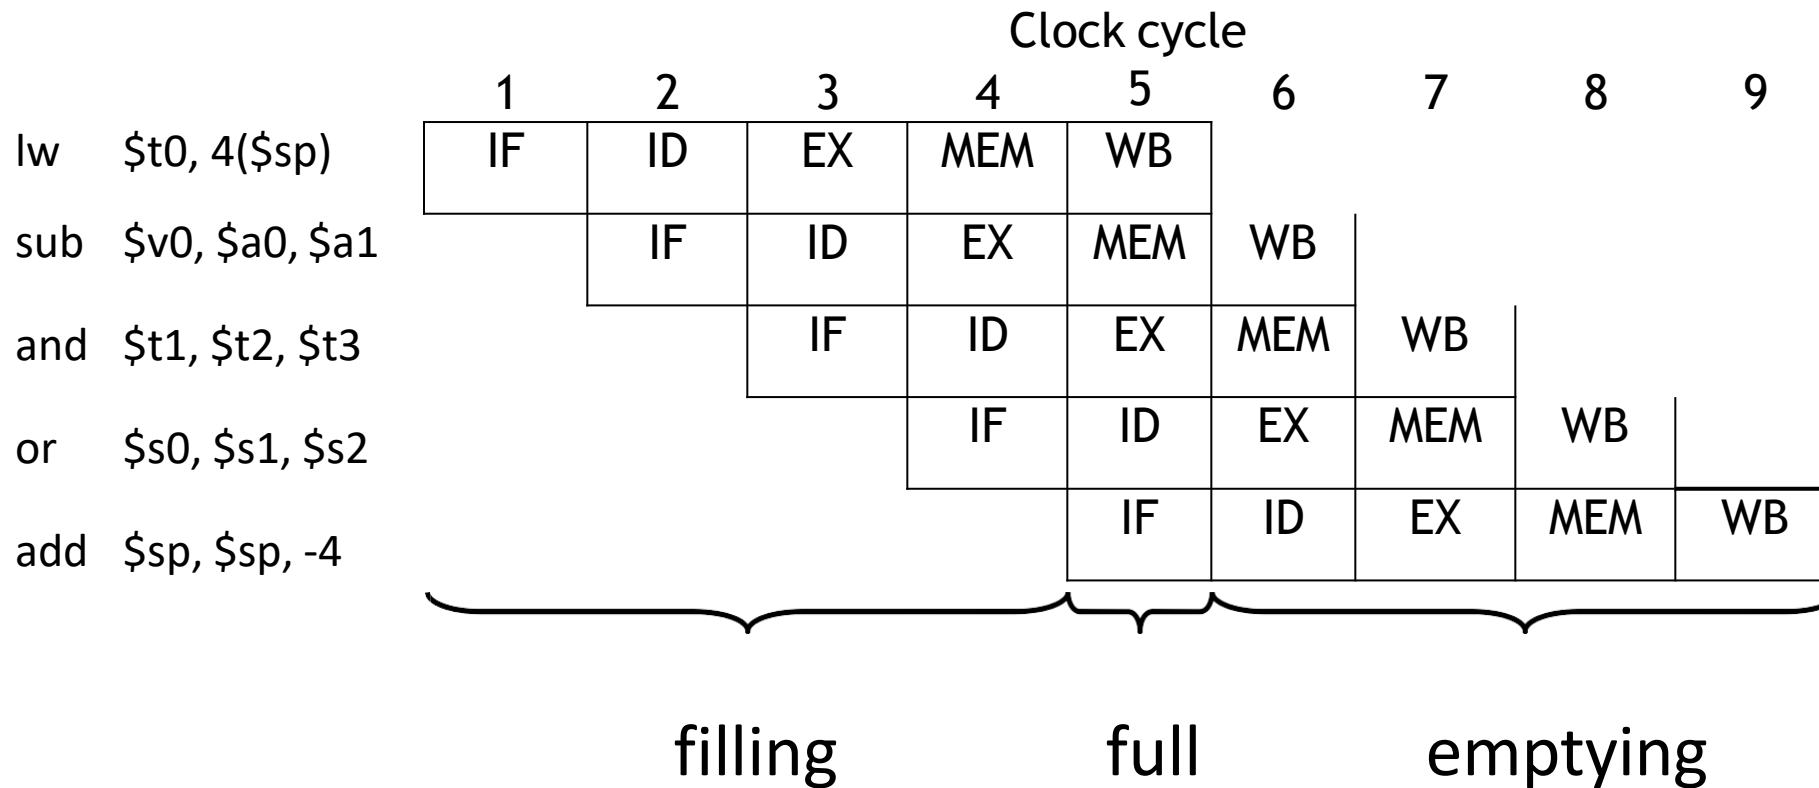 Clock cycle
1 2 3 4 5 6 7 8 9
lw $t0, 4($sp) IF ID EX MEM WB
sub $v0, $a0, $a1 IF ID EX MEM WB
and $t1, $t2, $t3 IF ID EX MEM WB
or $s0, $s1, $s2 IF ID EX MEM WB
add $sp, $sp, -4 IF ID EX MEM WB
filling full emptying